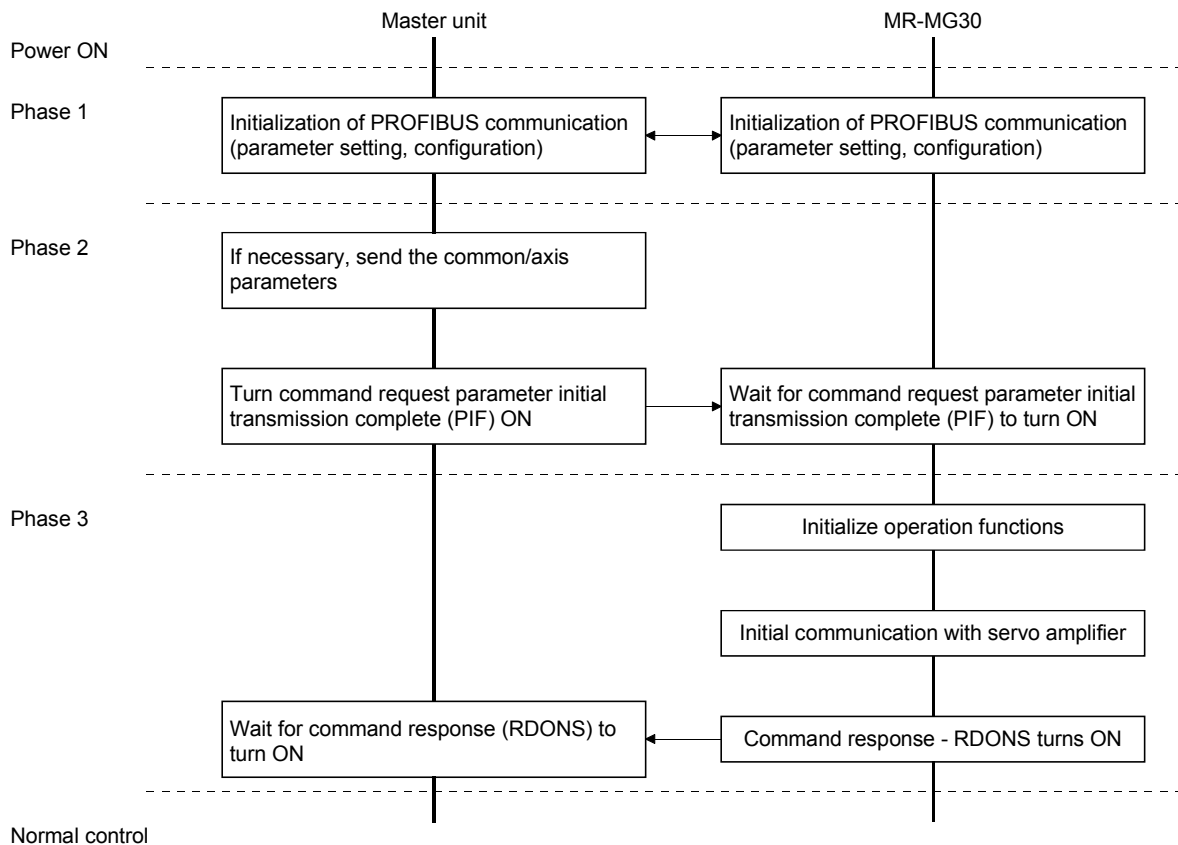 Master unit
MR-MG30
Power ON
Phase 1
Initialization of PROFIBUS communication
(parameter setting, configuration)
Initialization of PROFIBUS communication
(parameter setting, configuration)
Phase 2
If necessary, send the common/axis
parameters
Turn command request parameter initial
transmission complete (PIF) ON
Wait for command request parameter initial
transmission complete (PIF) to turn ON
Phase 3
Initialize operation functions
Initial communication with servo amplifier
Wait for command response (RDONS) to
turn ON
Command response - RDONS turns ON
Normal control